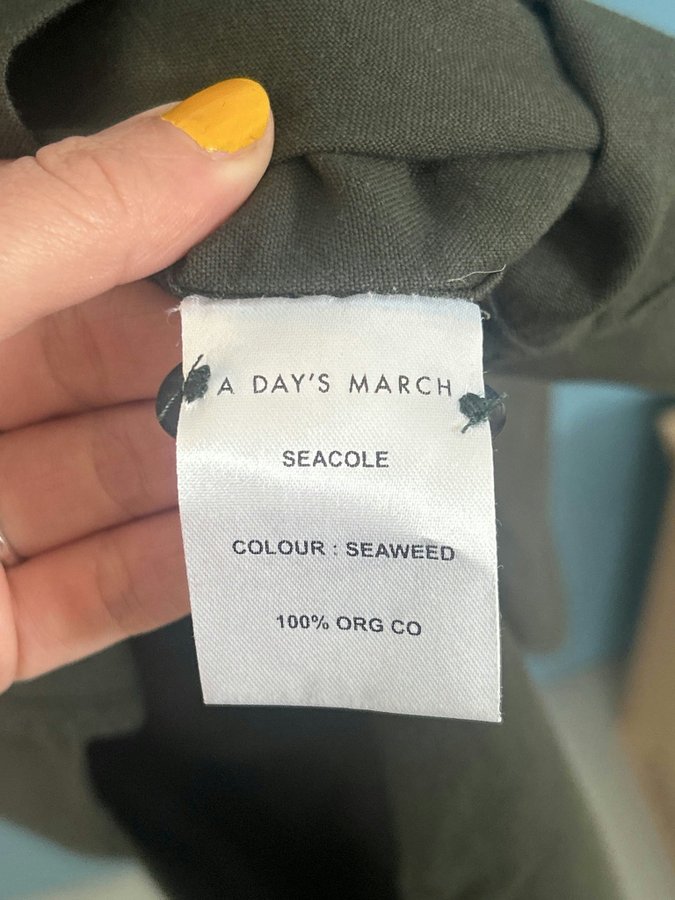 A DAY'S MARCH
SEACOLE
COLOUR : SEAWEED
100% ORG CO